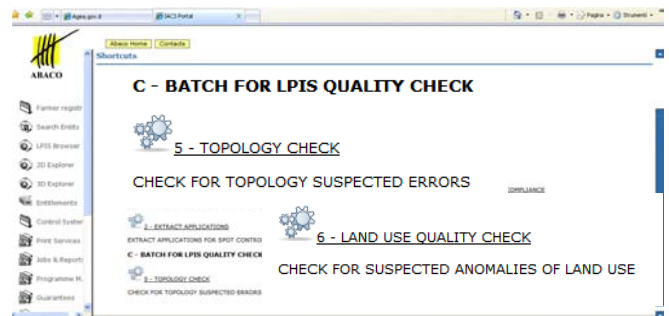 Agea.gov.it
IACS Portal
Pagina
Strumenti
Abaco Home
Contacts
Shortcuts
ABACO
C - BATCH FOR LPIS QUALITY CHECK
Farmer registr
Search Entity
5 - TOPOLOGY CHECK
LPIS Browser
2D Explorer
CHECK FOR TOPOLOGY SUSPECTED ERRORS
OMPLIANCE
3D Explorer
Entitlements
Control System
2 - EXTRACT APPLICATIONS
6 - LAND USE QUALITY CHECK
Print Services
EXTRACT APPLICATIONS FOR SPOT CONTRO
C - BATCH FOR LPIS QUALITY CHECK
Jobs & Reports
CHECK FOR SUSPECTED ANOMALIES OF LAND USE
Programme M.
5 - TOPOLOGY CHECK
Guarantees
CHECK FOR TOPOLOGY SUSPECTED ERRORS